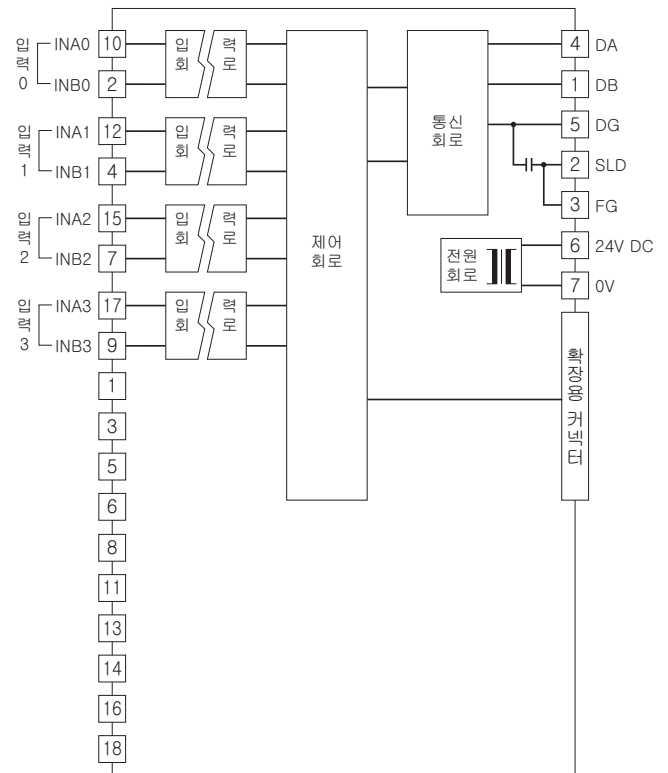 입력 0
INA0 10
INB0 2
입력 회로
입력 1
INA1 12
INB1 4
입력 회로
입력 2
INA2 15
INB2 7
입력 회로
입력 3
INA3 17
INB3 9
입력 회로
1
3
5
6
8
11
13
14
16
18
제어
회로
통신
회로
전원
회로
4 DA
1 DB
5 DG
2 SLD
3 FG
6 24V DC
7 0V
확장용 커넥터